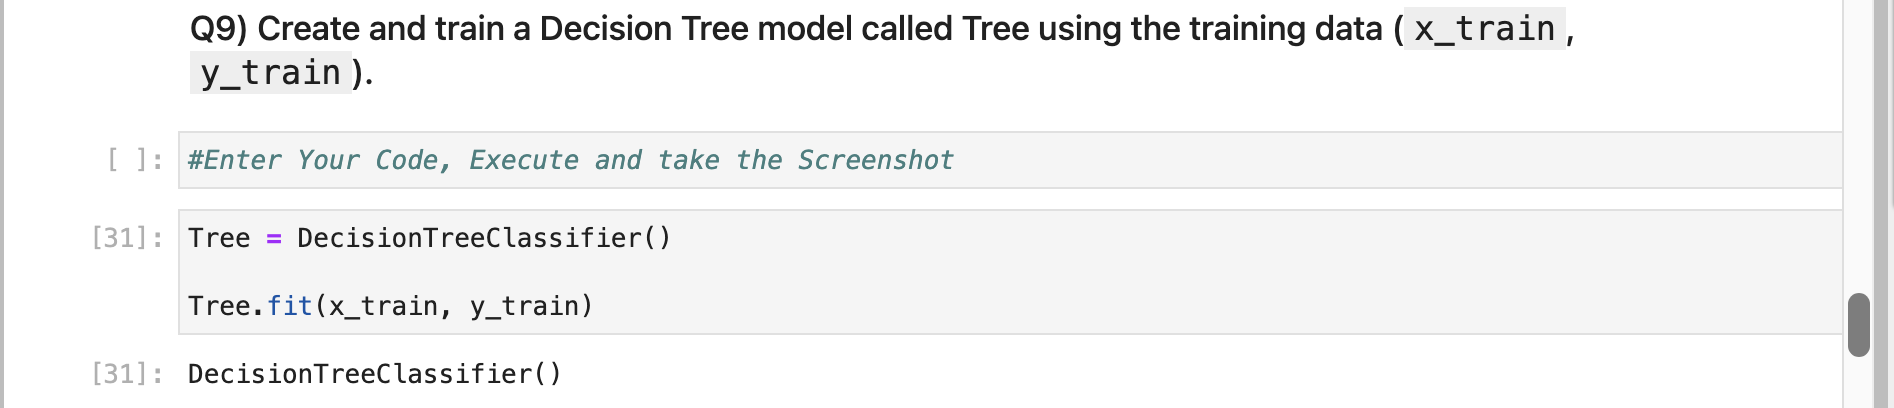 Q9) Create and train a Decision Tree model called Tree using the training data ( x_train ,
y_train ).
[ ]: #Enter Your Code, Execute and take the Screenshot
[31]: Tree = DecisionTreeClassifier()
Tree.fit(x_train, y_train)
[31]: DecisionTreeClassifier()